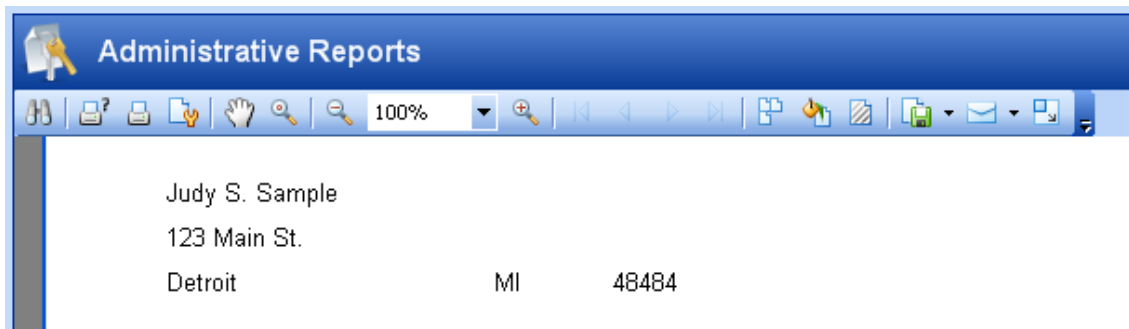 Administrative Reports
100%
Judy S. Sample
123 Main St.
Detroit MI 48484